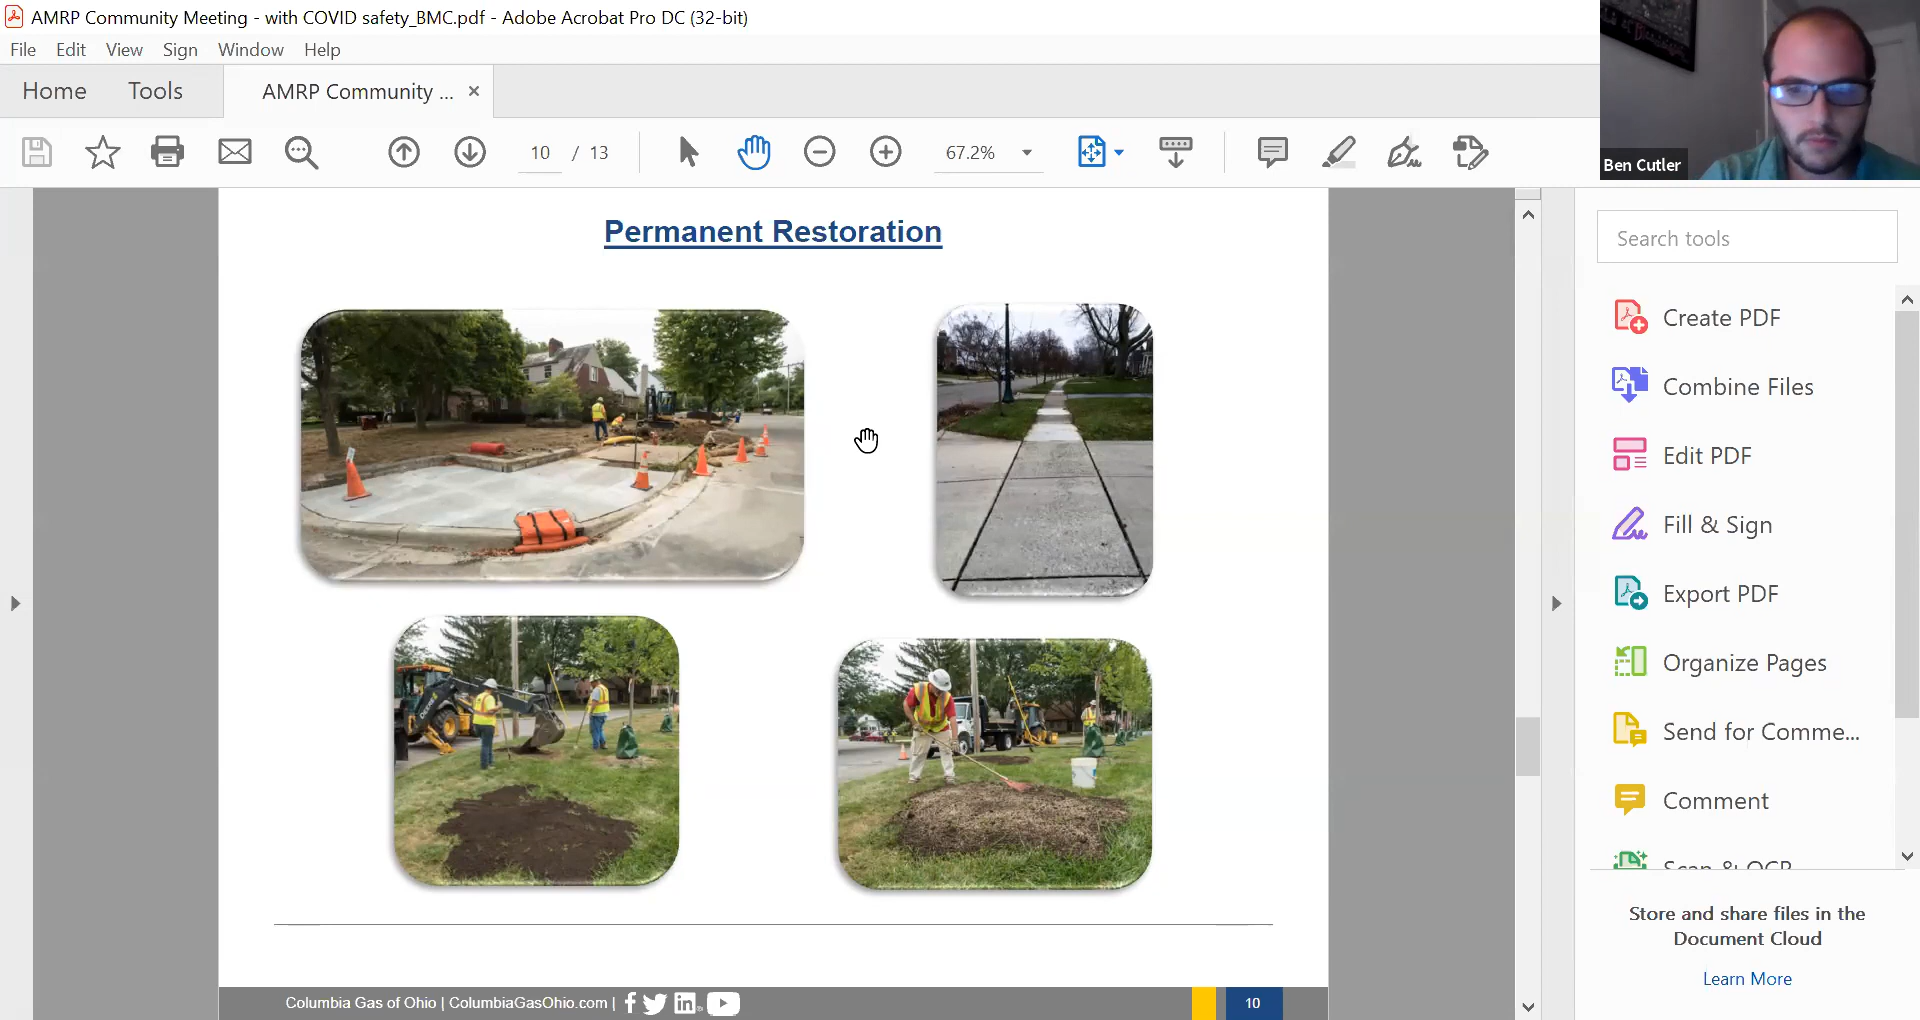 AMRP Community Meeting - with COVID safety_BMC.pdf - Adobe Acrobat Pro DC (32-bit)
File Edit View Sign Window Help
Home Tools AMRP Community ... ×
10 / 13 67.2%
Ben Cutler
Permanent Restoration
Search tools
Create PDF
Combine Files
Edit PDF
Fill & Sign
Export PDF
Organize Pages
Send for Comme...
Comment
Scan & OCR
Store and share files in the
Document Cloud
Learn More
Columbia Gas of Ohio | ColumbiaGasOhio.com |
10